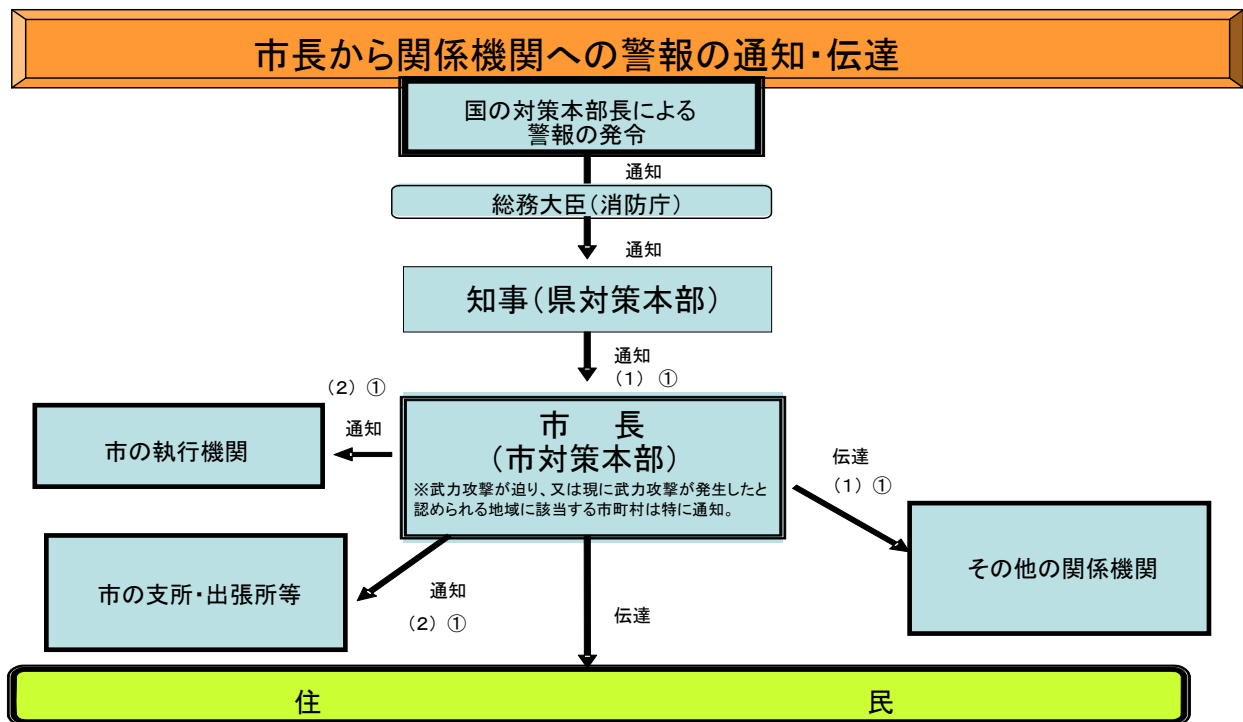 市長から関係機関への警報の通知・伝達
国の対策本部長による
警報の発令
通知
総務大臣（消防庁）
通知
知事（県対策本部）
通知
（１）①
（２）①
通知
市の執行機関
市　長
（市対策本部）
※武力攻撃が迫り、又は現に武力攻撃が発生したと
認められる地域に該当する市町村は特に通知。
伝達
（１）①
その他の関係機関
市の支所・出張所等
通知
（２）①
伝達
住　民